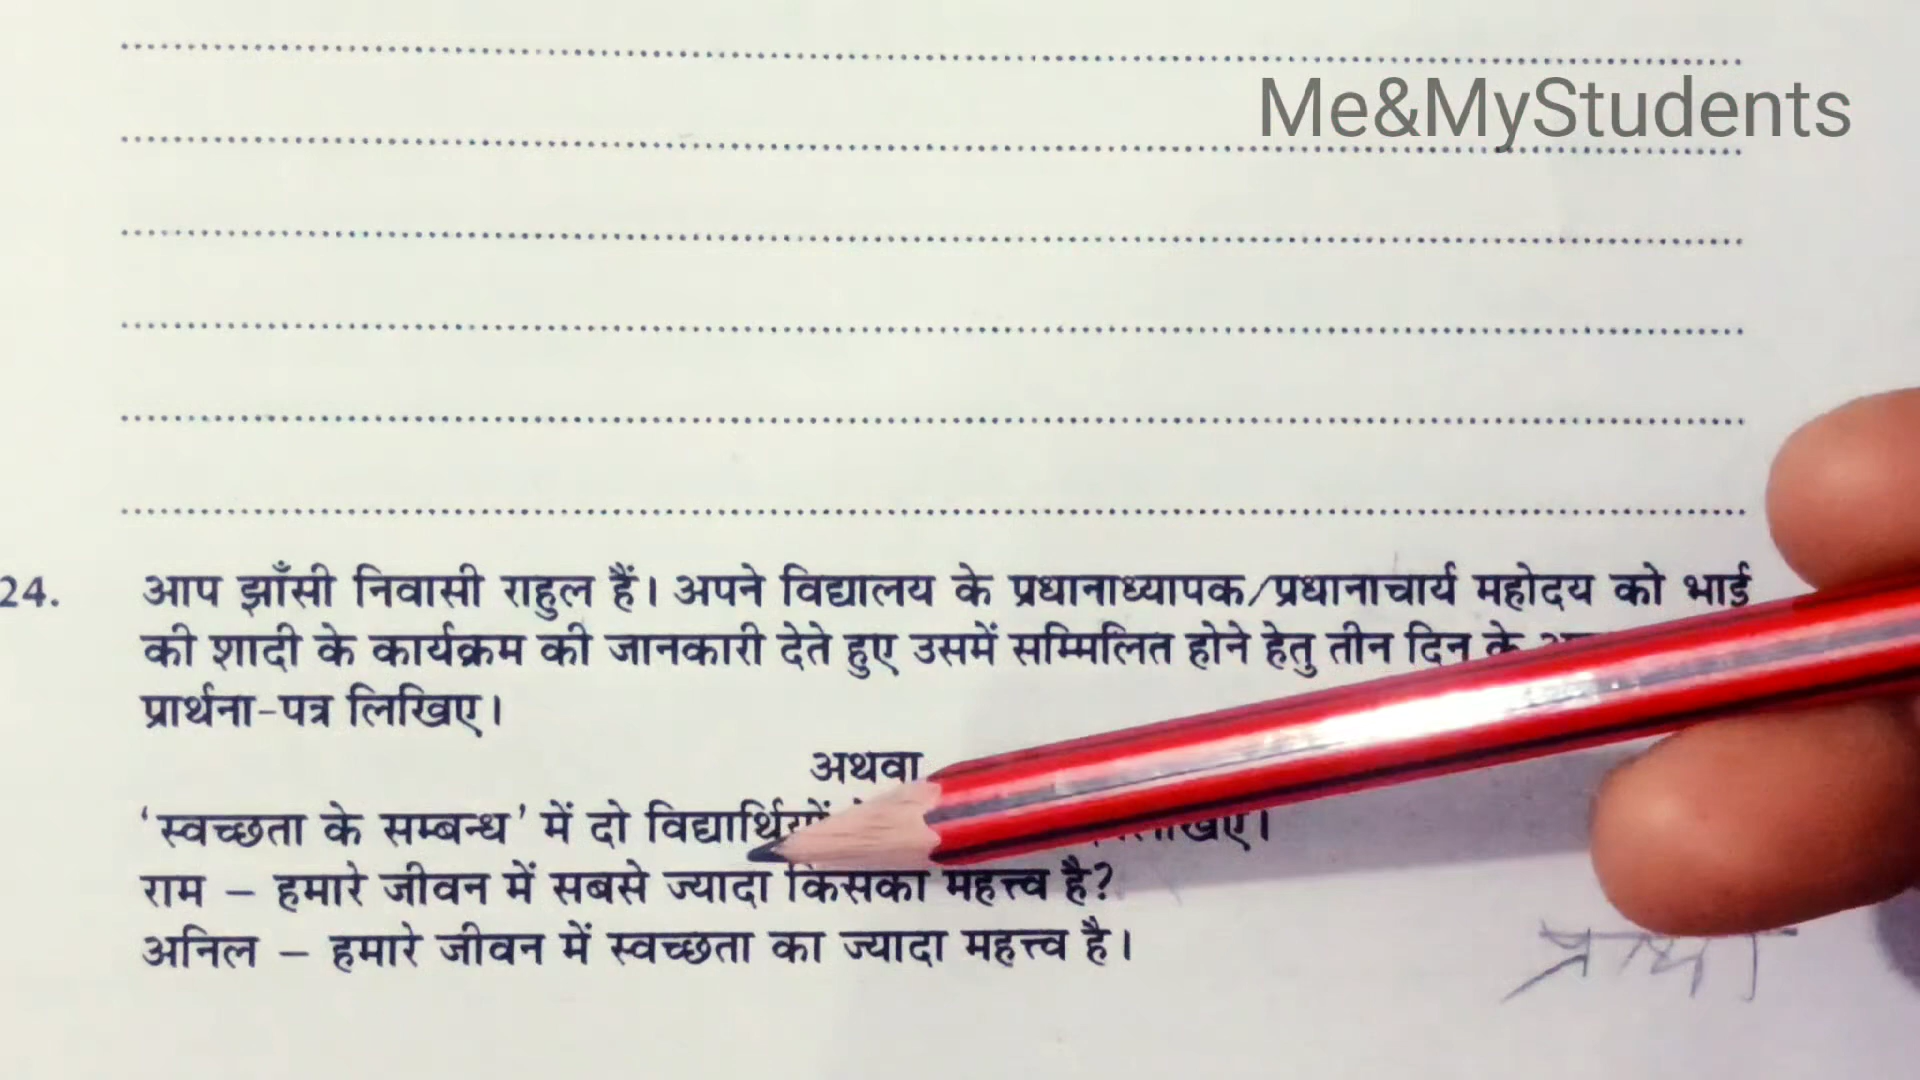 Me&MyStudents
24. आप झाँसी निवासी राहुल हैं। अपने विद्यालय के प्रधानाध्यापक/प्रधानाचार्य महोदय को भाई
की शादी के कार्यक्रम की जानकारी देते हुए उसमें सम्मिलित होने हेतु तीन दिन के
प्रार्थना-पत्र लिखिए।
अथवा
'स्वच्छता के सम्बन्ध' में दो विद्यार्थियों
राम – हमारे जीवन में सबसे ज्यादा किसका महत्त्व है?
अनिल – हमारे जीवन में स्वच्छता का ज्यादा महत्त्व है।